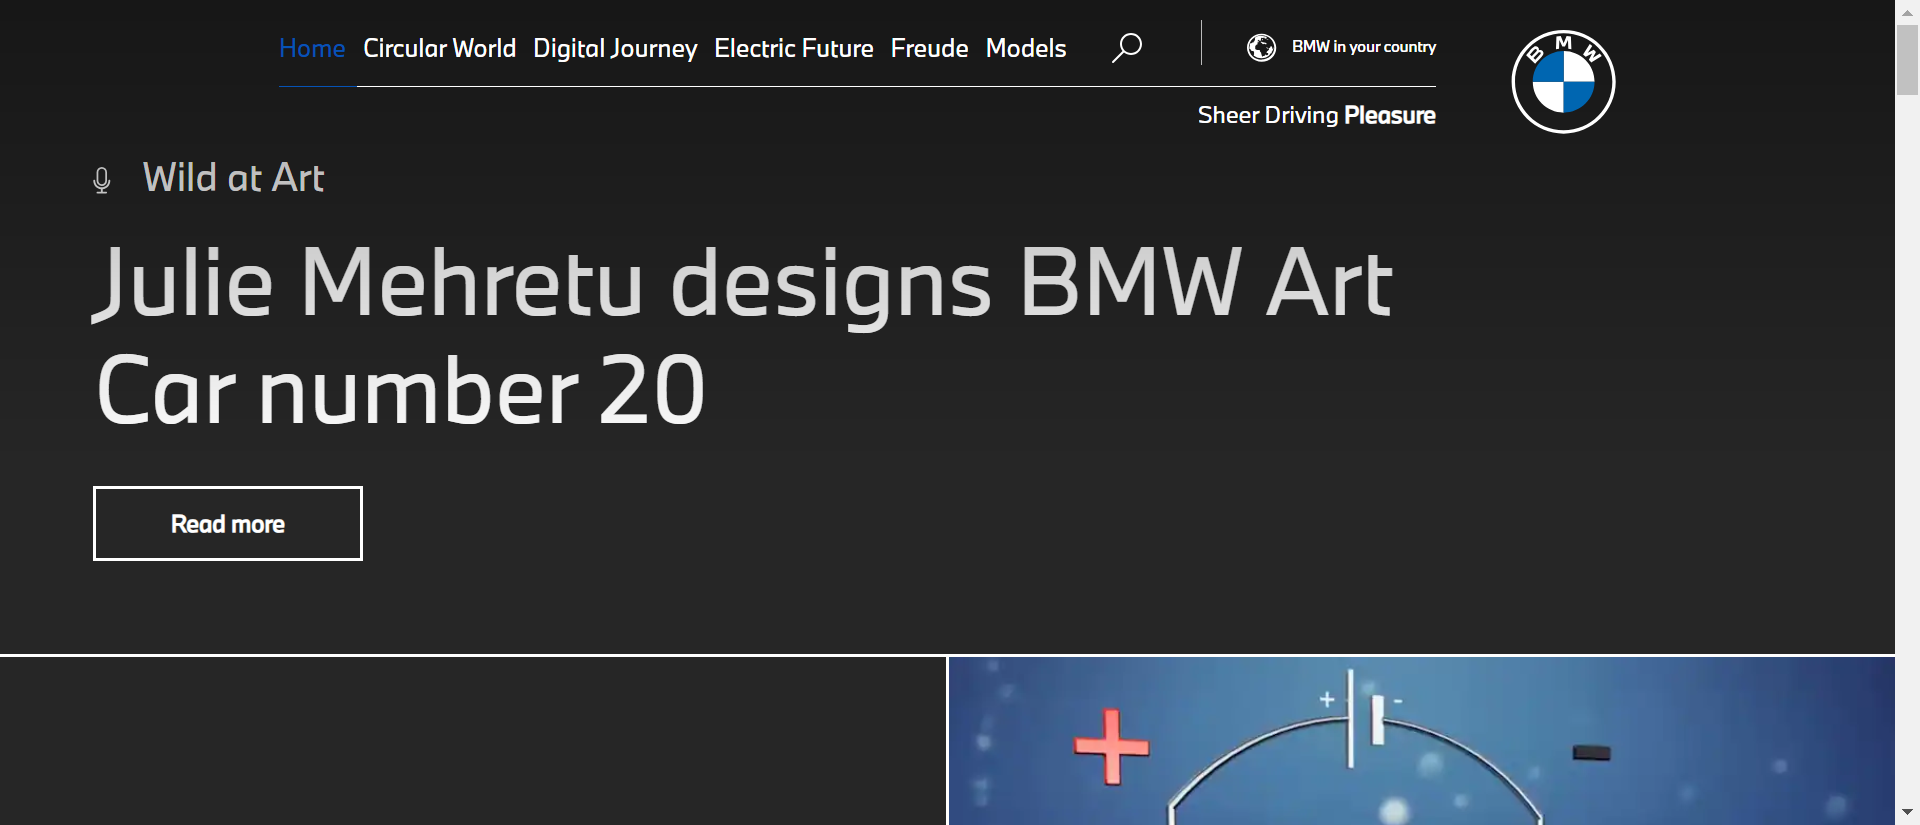 Home Circular World Digital Journey Electric Future Freude Models BMW in your country
BMW
Sheer Driving Pleasure
Wild at Art
Julie Mehretu designs BMW Art
Car number 20
Read more
+ -